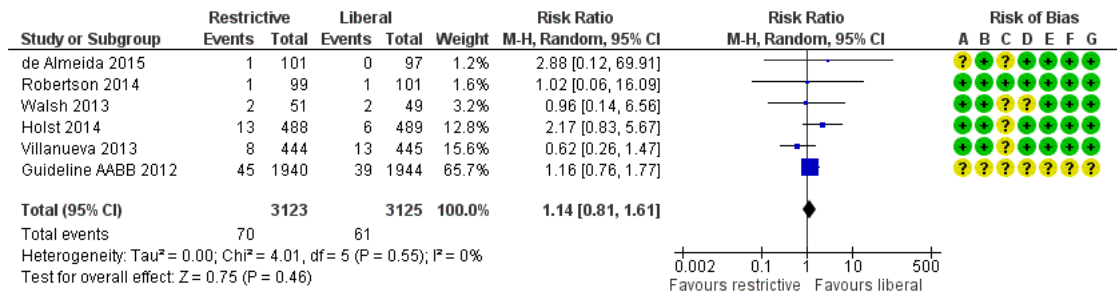 Restrictive Liberal Risk Ratio Risk Ratio Risk of Bias
Study or Subgroup Events Total Events Total Weight M-H, Random, 95% CI M-H, Random, 95% CI A B C D E F G
de Almeida 2015 1 101 0 97 1.2% 2.88 [0.12, 69.91] ? + ? + + + +
Robertson 2014 1 99 1 101 1.6% 1.02 [0.06, 16.09] + + + + + + +
Walsh 2013 2 51 2 49 3.2% 0.96 [0.14, 6.56] + + ? ? + + +
Holst 2014 13 488 6 489 12.8% 2.17 [0.83, 5.67] + + ? + + + +
Villanueva 2013 8 444 13 445 15.5% 0.62 [0.26, 1.47] + + ? + + + +
Guideline AABB 2012 45 1940 39 1944 65.7% 1.16 [0.76, 1.77] ? ? ? ? ? ? ?
Total (95% CI) 3123 3125 100.0% 1.14 [0.81, 1.61]
Total events 70 61
Heterogeneity: Tau² = 0.00; Chi² = 4.01, df = 5 (P = 0.55); I² = 0%
Test for overall effect: Z = 0.75 (P = 0.46)
0.002 0.1 1 10 500
Favours restrictive Favours liberal